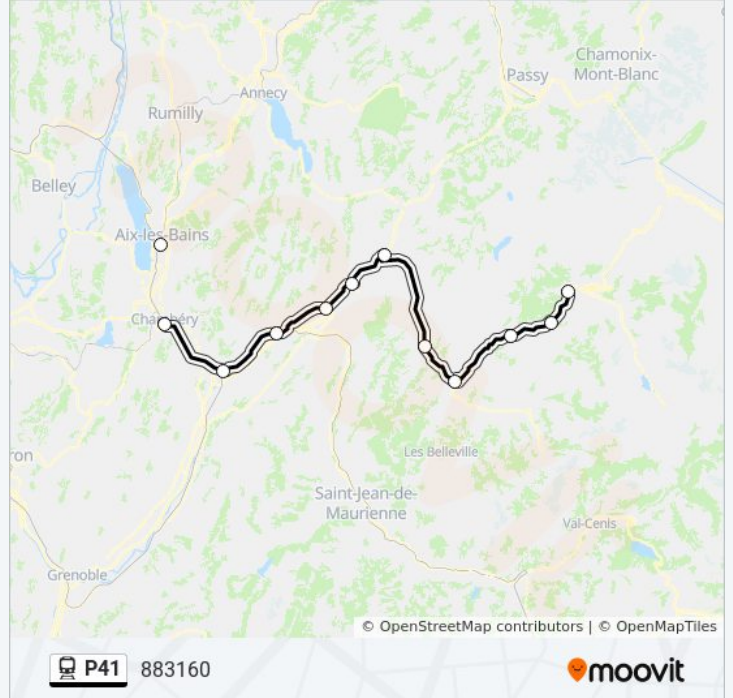 Chamonix-
Mont-Blanc
Passy
Annecy
Rumilly
Belley
Aix-les-Bains
Chambéry
ron
Les Belleville
Saint-Jean-de-
Maurienne
Val-Cenis
Grenoble
© OpenStreetMap contributors | © OpenMapTiles
P41 883160 moovit